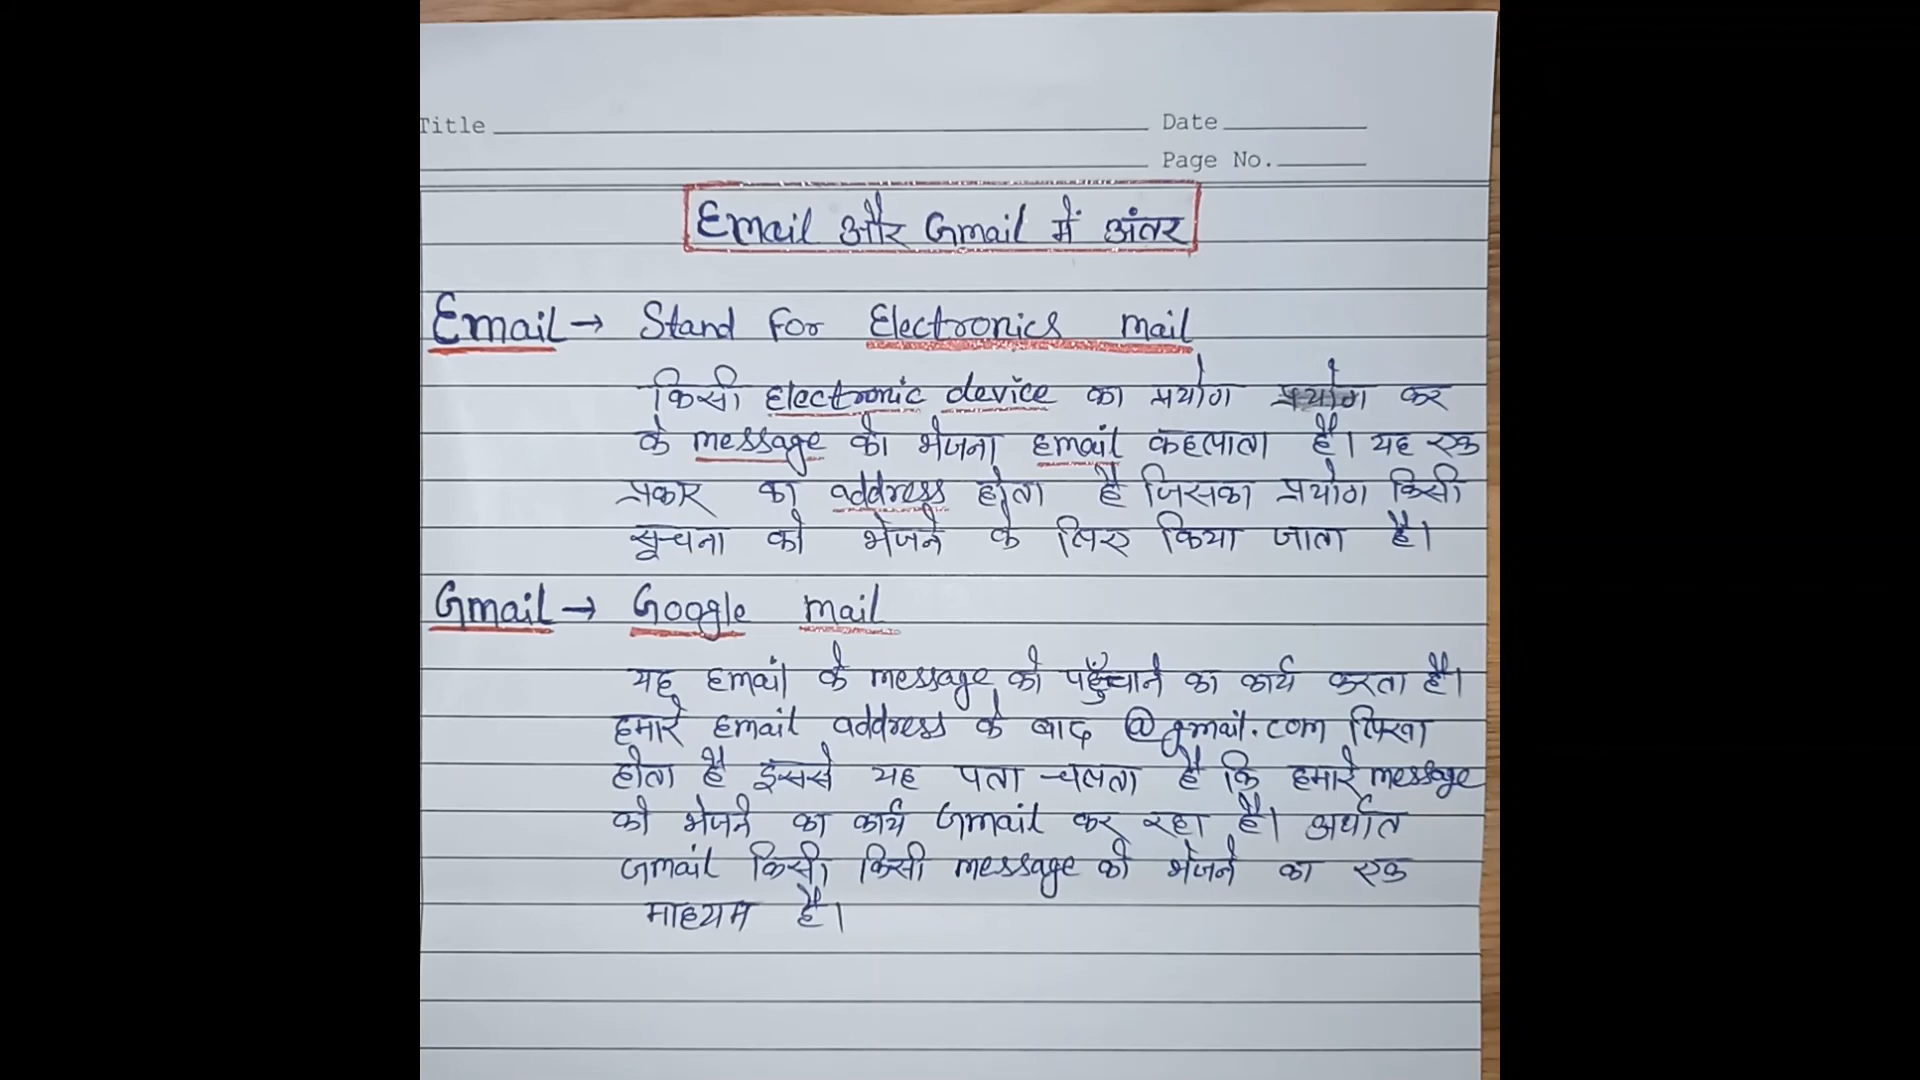 Title Date
Page No.
Email और Gmail में अंतर
Email → Stand For Electronics mail
किसी Electronic device का प्रयोग प्रयोग कर
के message को भेजना Email कहलाता है। यह एक
प्रकार का address होता है जिसका प्रयोग किसी
सूचना को भेजने के लिए किया जाता है।
Gmail → Google mail
यह Email के message को पहुँचाने का कार्य करता है।
हमारे Email address के बाद @gmail.com लिखा
होता है इससे यह पता चलता है कि हमारे message
को भेजने का कार्य Gmail कर रहा है। अर्थात
Gmail किसी किसी message को भेजने का एक
माध्यम है।